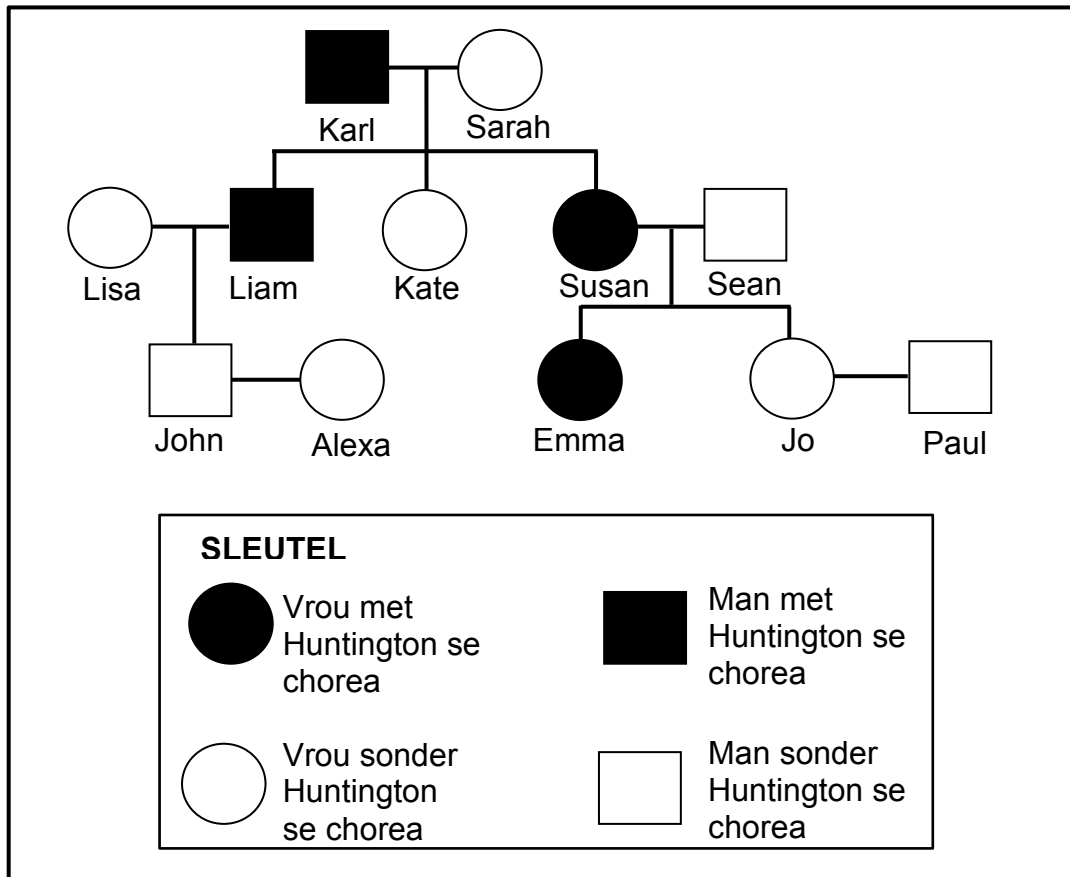 Karl
Sarah
Lisa
Liam
Kate
Susan
Sean
John
Alexa
Emma
Jo
Paul
SLEUTEL
Vrou met
Huntington se
chorea
Man met
Huntington se
chorea
Vrou sonder
Huntington
se chorea
Man sonder
Huntington se
chorea